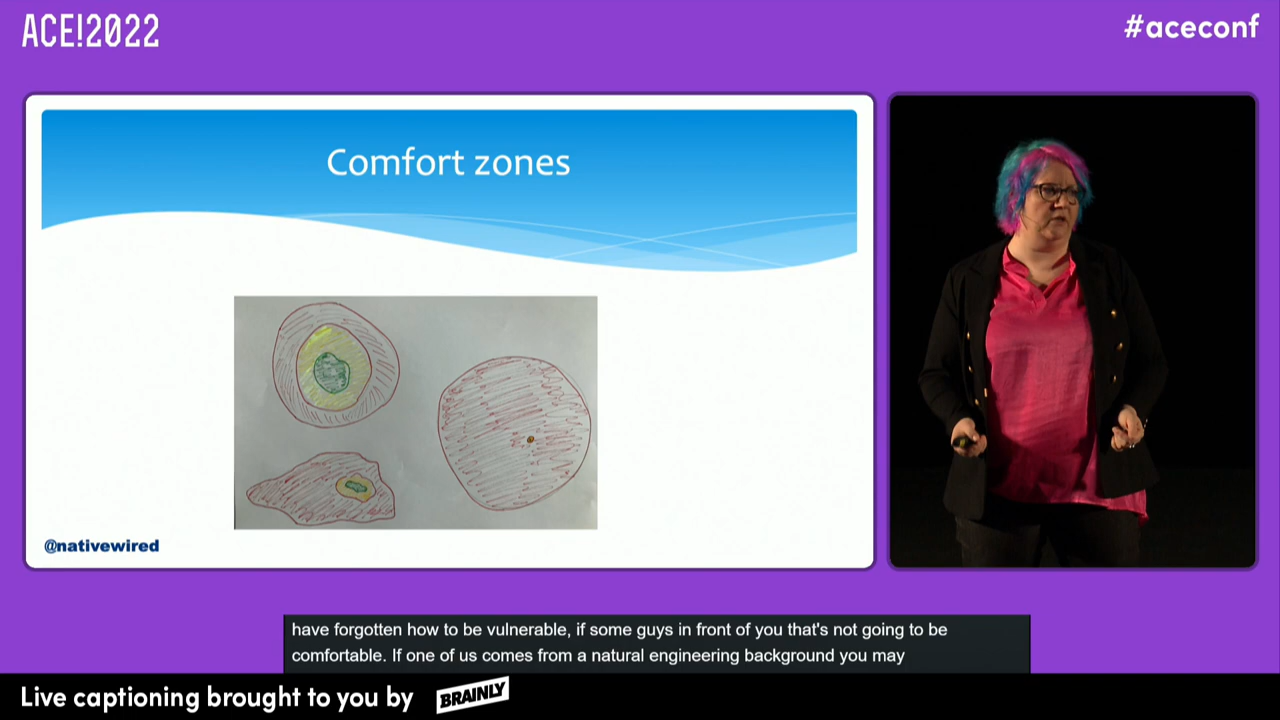 ACE!2022
#aceconf
Comfort zones
@nativewired
have forgotten how to be vulnerable, if some guys in front of you that's not going to be
comfortable. If one of us comes from a natural engineering background you may
Live captioning brought to you by BRAINLY